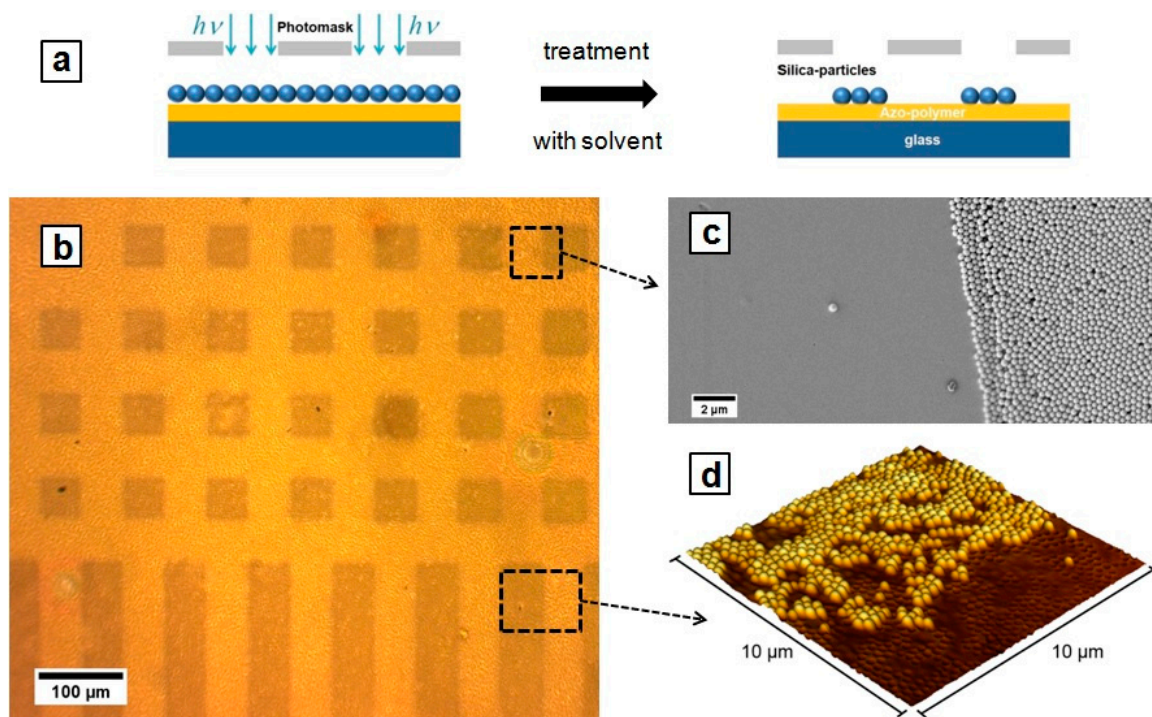 a
hν
Photomask
hν
treatment
with solvent
Silica-particles
Azo-polymer
glass
b
100 µm
c
2 µm
d
10 µm
10 µm